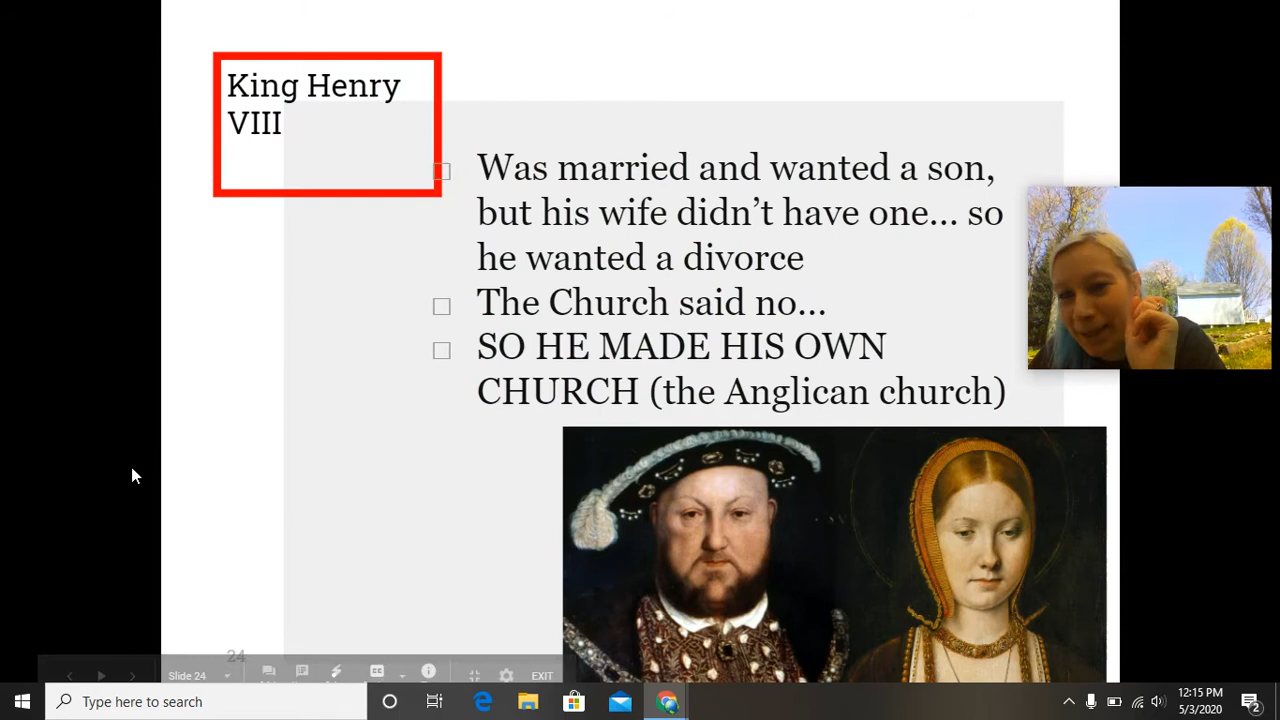 King Henry
VIII
Was married and wanted a son,
but his wife didn’t have one... so
he wanted a divorce
The Church said no...
SO HE MADE HIS OWN
CHURCH (the Anglican church)
24
Slide 24
EXIT
Type here to search
12:15 PM
5/3/2020
2